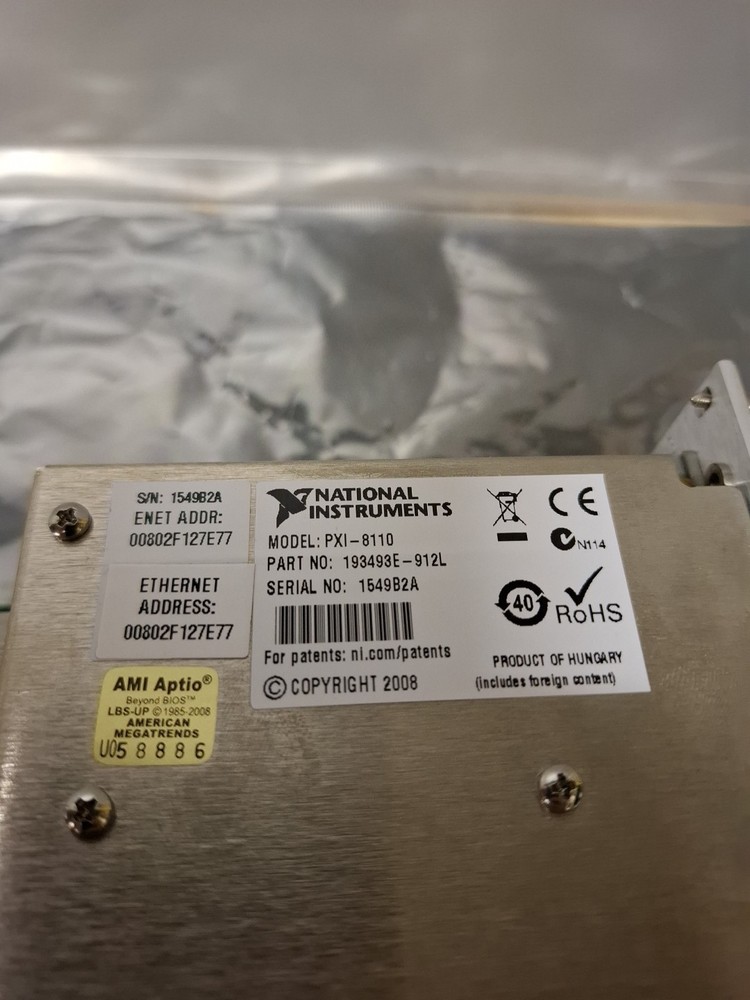 S/N: 1549B2A
ENET ADDR:
00802F127E77
ETHERNET
ADDRESS:
00802F127E77
AMI Aptio®
Beyond BIOS™
LBS-UP ©1985-2008
AMERICAN
MEGATRENDS
U058886
NATIONAL
INSTRUMENTS
MODEL: PXI-8110
PART NO: 193493E-912L
SERIAL NO: 1549B2A
For patents: ni.com/patents
© COPYRIGHT 2008
CE
N114
40
RoHS
PRODUCT OF HUNGARY
(includes foreign content)